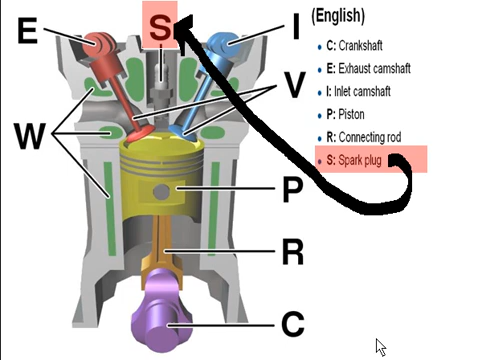 E
S
I
(English)
C: Crankshaft
E: Exhaust camshaft
I: Inlet camshaft
P: Piston
R: Connecting rod
S: Spark plug
V
W
P
R
C